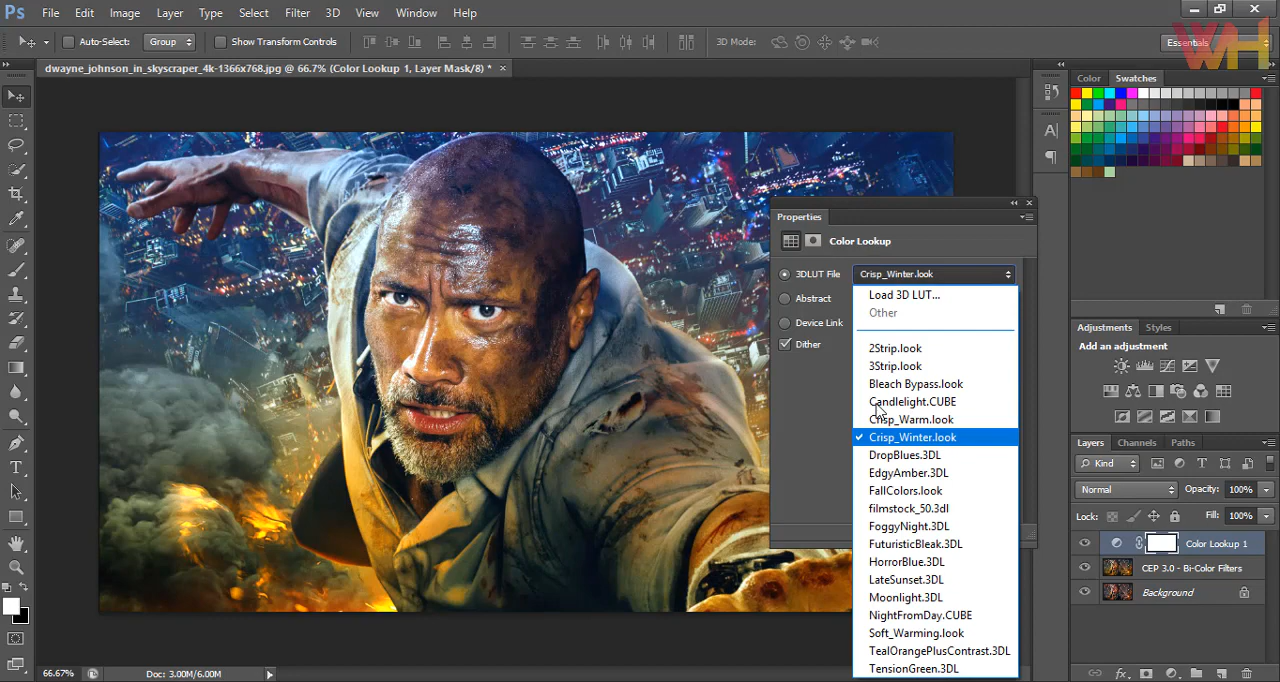 Ps File Edit Image Layer Type Select Filter 3D View Window Help
Auto-Select: Group Show Transform Controls 3D Mode: Essentials
WH
dwayne_johnson_in_skyscraper_4k-1366x768.jpg @ 66.7% (Color Lookup 1, Layer Mask/8) *
Color Swatches
Properties
Color Lookup
3DLUT File Crisp_Winter.look
Abstract
Device Link
Dither
Load 3D LUT...
Other
2Strip.look
3Strip.look
Bleach Bypass.look
Candlelight.CUBE
Crisp_Warm.look
Crisp_Winter.look
DropBlues.3DL
EdgyAmber.3DL
FallColors.look
filmstock_50.3dl
FoggyNight.3DL
FuturisticBleak.3DL
HorrorBlue.3DL
LateSunset.3DL
Moonlight.3DL
NightFromDay.CUBE
Soft_Warming.look
TealOrangePlusContrast.3DL
TensionGreen.3DL
Adjustments Styles
Add an adjustment
Layers Channels Paths
Kind
Normal Opacity: 100%
Lock: Fill: 100%
Color Lookup 1
CEP 3.0 - Bi-Color Filters
Background
66.67% Doc: 3.00M/6.00M